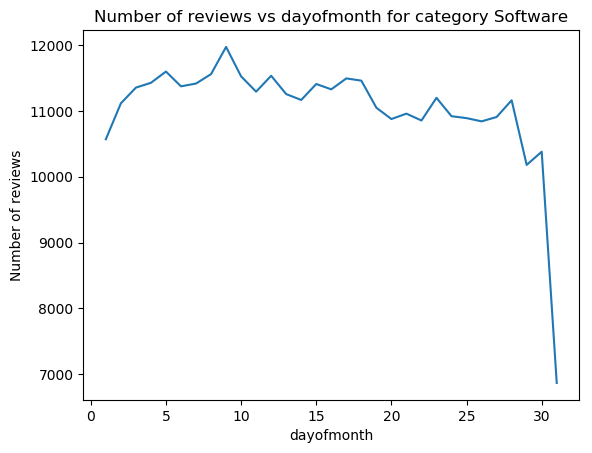 Number of reviews vs dayofmonth for category Software
12000
11000
10000
9000
8000
7000
Number of reviews
0 5 10 15 20 25 30
dayofmonth